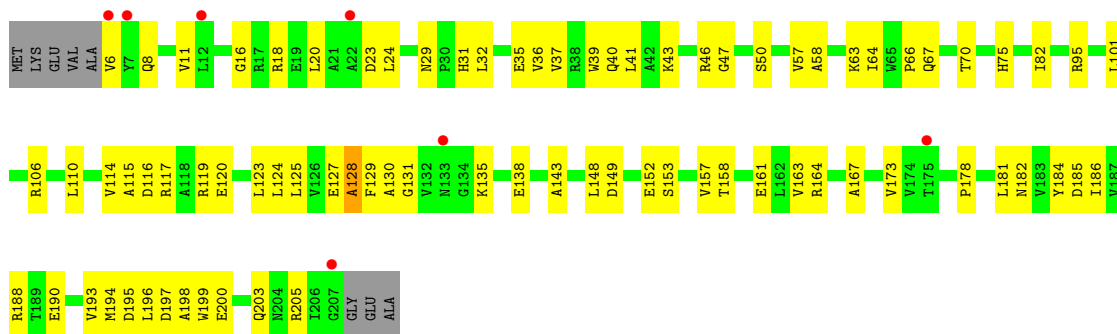 MET LYS GLU VAL ALA V6 Y7 Q8 V11 L12 G16 R17 R18 E19 L20 A21 A22 D23 L24 N29 P30 H31 L32 E35 V36 V37 R38 W39 Q40 L41 A42 K43 R46 G47 S50 V57 A58 K63 I64 W65 P66 Q67 T70 H75 I82 R95 L101
R106 L110 V114 A115 D116 R117 A118 R119 E120 L123 L124 L125 V126 E127 A128 F129 A130 G131 V132 N133 G134 K135 E138 A143 L148 D149 E152 S153 V157 T158 E161 L162 V163 R164 A167 V173 V174 T175 P178 L181 N182 V183 Y184 D185 I186 V187
R188 T189 E190 V193 M194 D195 L196 D197 A198 W199 E200 Q203 N204 R205 I206 G207 GLY GLU ALA